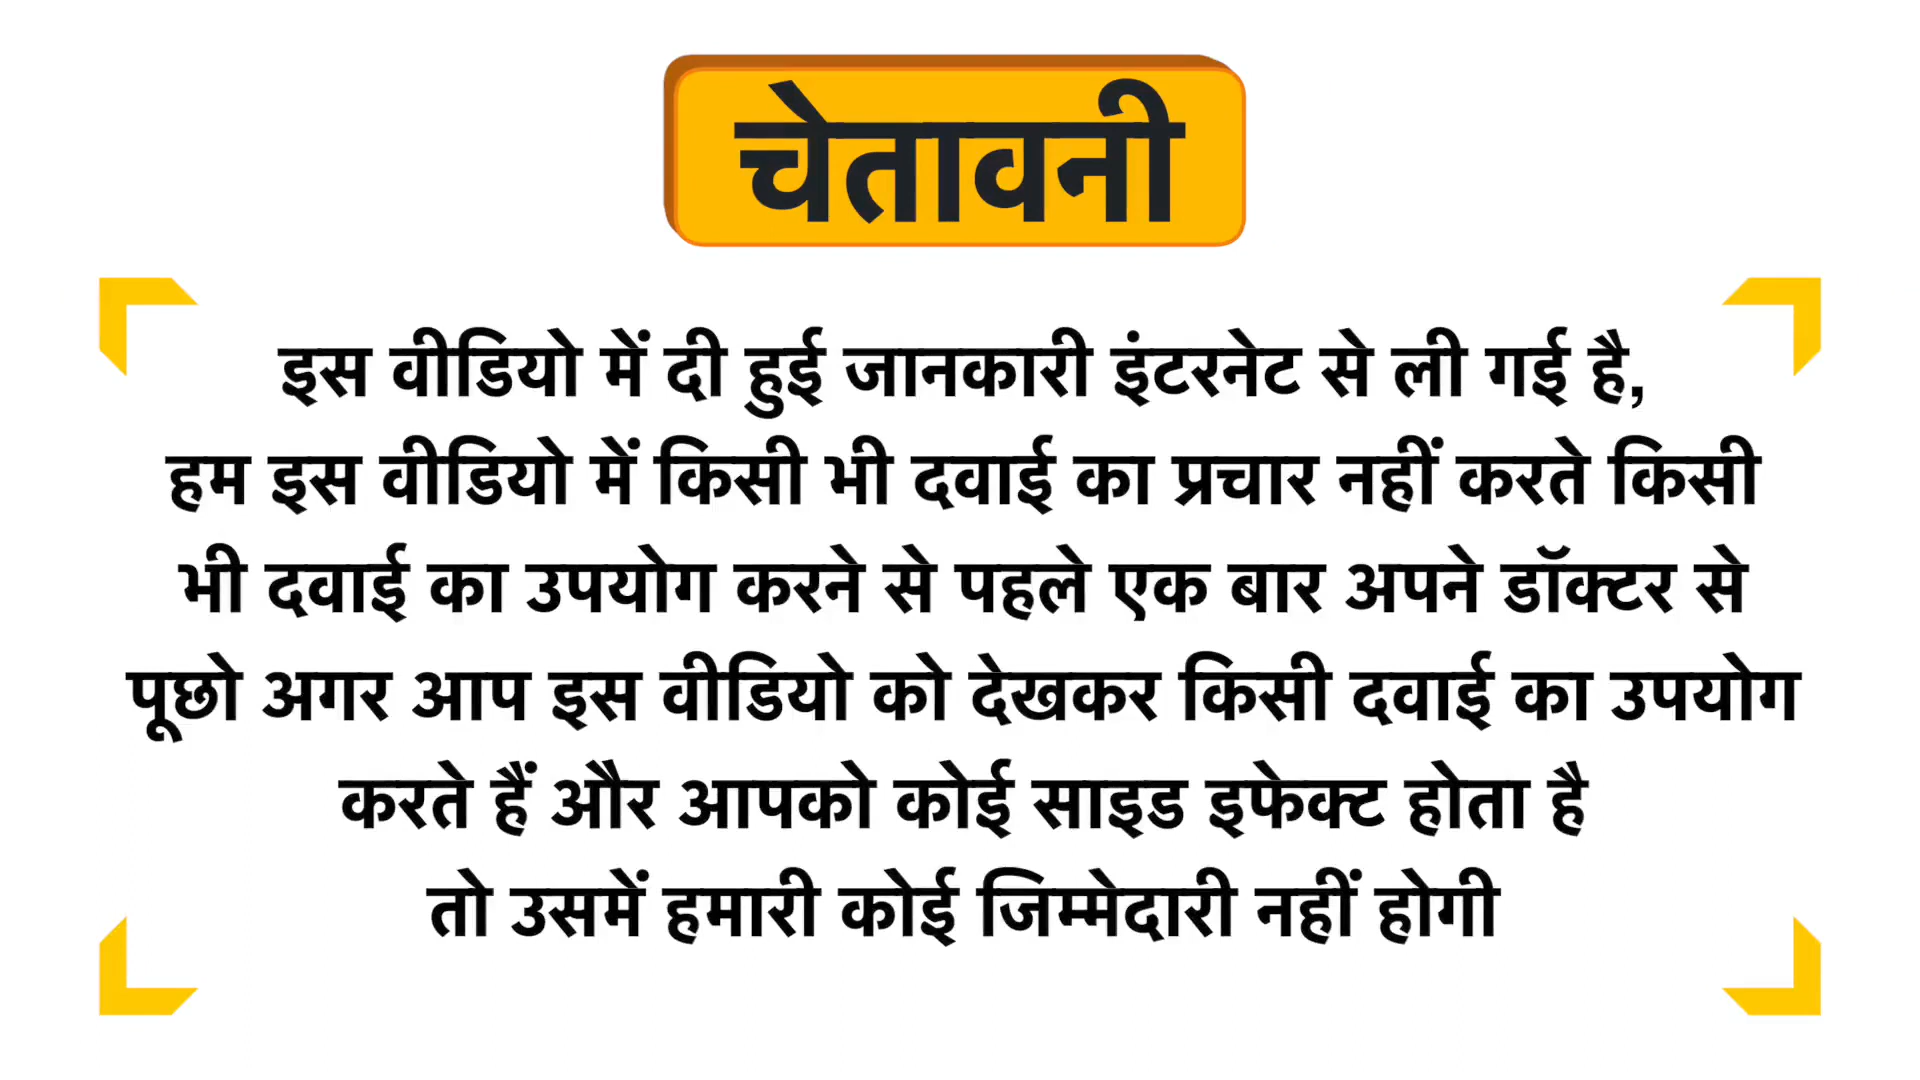 चेतावनी
इस वीडियो में दी हुई जानकारी इंटरनेट से ली गई है,
हम इस वीडियो में किसी भी दवाई का प्रचार नहीं करते किसी
भी दवाई का उपयोग करने से पहले एक बार अपने डॉक्टर से
पूछो अगर आप इस वीडियो को देखकर किसी दवाई का उपयोग
करते हैं और आपको कोई साइड इफेक्ट होता है
तो उसमें हमारी कोई जिम्मेदारी नहीं होगी